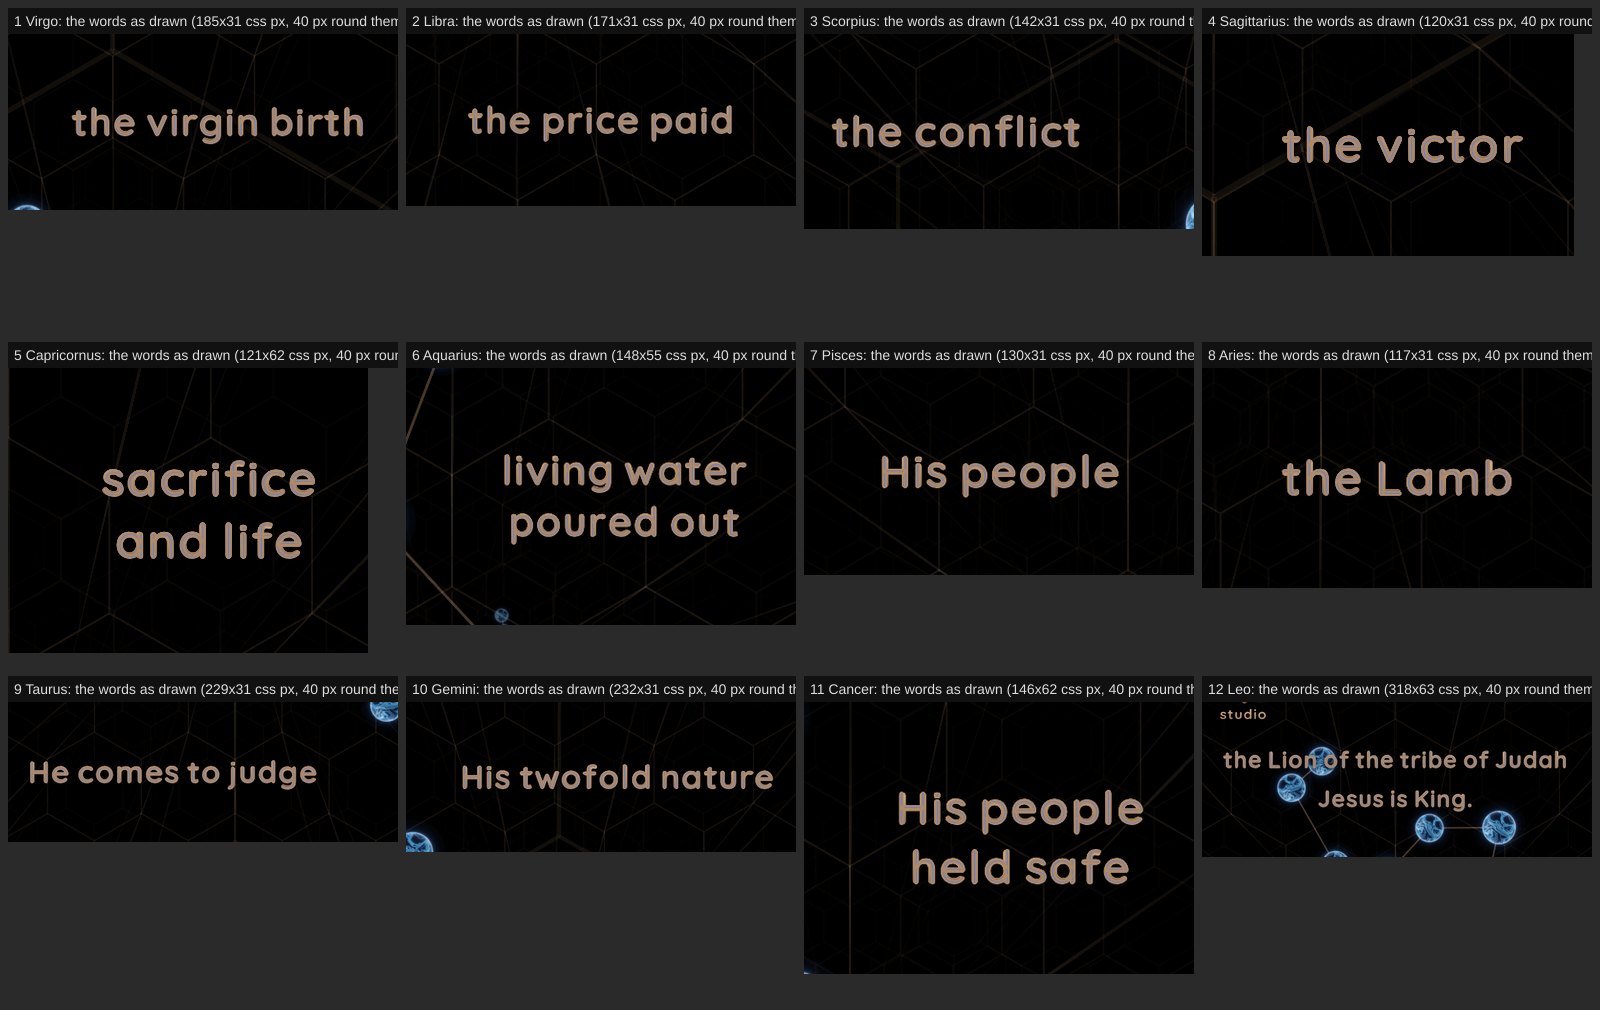 1 Virgo: the words as drawn (185x31 css px, 40 px round them
the virgin birth
2 Libra: the words as drawn (171x31 css px, 40 px round them
the price paid
3 Scorpius: the words as drawn (142x31 css px, 40 px round t
the conflict
4 Sagittarius: the words as drawn (120x31 css px, 40 px round
the victor
5 Capricornus: the words as drawn (121x62 css px, 40 px roun
sacrifice
and life
6 Aquarius: the words as drawn (148x55 css px, 40 px round t
living water
poured out
7 Pisces: the words as drawn (130x31 css px, 40 px round the
His people
8 Aries: the words as drawn (117x31 css px, 40 px round them
the Lamb
9 Taurus: the words as drawn (229x31 css px, 40 px round the
He comes to judge
10 Gemini: the words as drawn (232x31 css px, 40 px round th
His twofold nature
11 Cancer: the words as drawn (146x62 css px, 40 px round th
His people
held safe
12 Leo: the words as drawn (318x63 css px, 40 px round them
studio
the Lion of the tribe of Judah
Jesus is King.